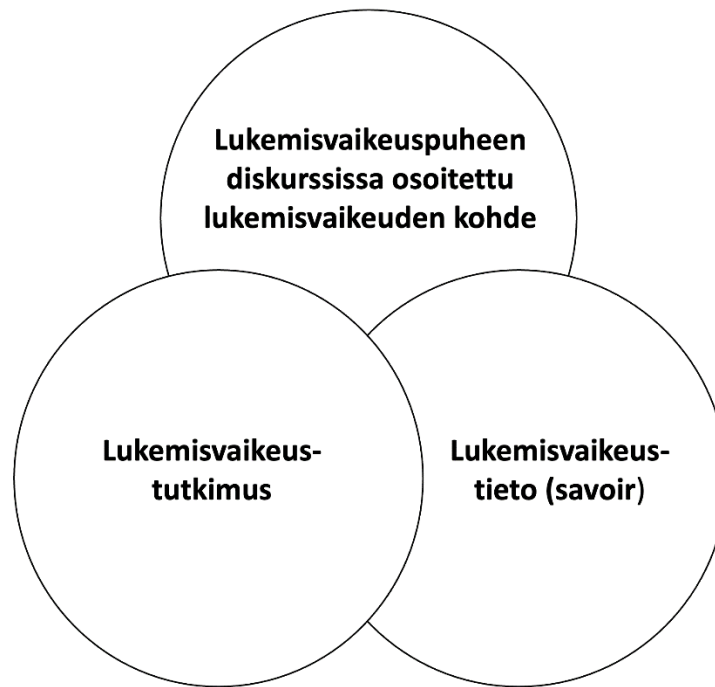 Lukemisvaikeuspuheen
diskurssissa osoitettu
lukemisvaikeuden kohde
Lukemisvaikeus-
tutkimus
Lukemisvaikeus-
tieto (savoir)